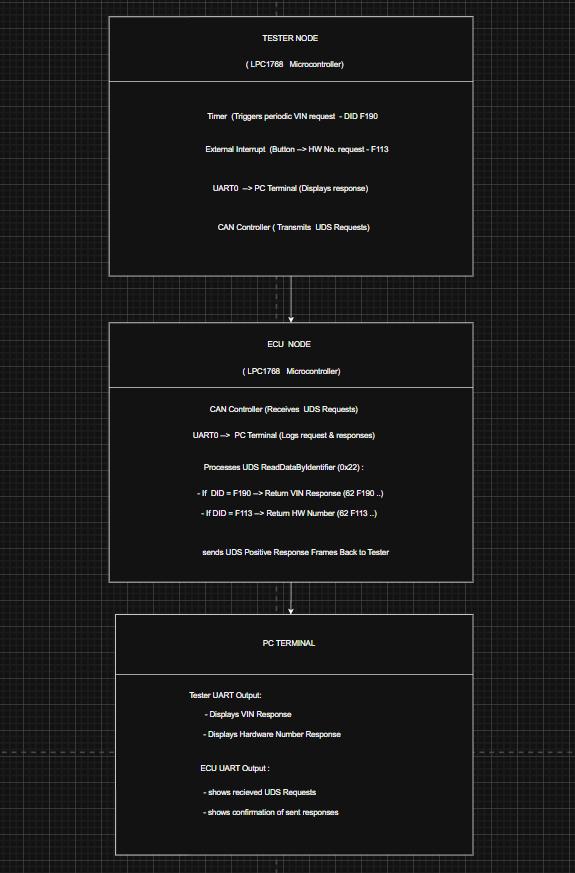 TESTER NODE
( LPC1768 Microcontroller)
Timer (Triggers periodic VIN request - DID F190
External Interrupt (Button --> HW No. request - F113
UART0 --> PC Terminal (Displays response)
CAN Controller ( Transmits UDS Requests)
ECU NODE
( LPC1768 Microcontroller)
CAN Controller (Receives UDS Requests)
UART0 --> PC Terminal (Logs request & responses)
Processes UDS ReadDataByIdentifier (0x22) :
- If DID = F190 --> Return VIN Response (62 F190 ..)
- If DID = F113 --> Return HW Number (62 F113 ..)
sends UDS Positive Response Frames Back to Tester
PC TERMINAL
Tester UART Output:
- Displays VIN Response
- Displays Hardware Number Response
ECU UART Output :
- shows recieved UDS Requests
- shows confirmation of sent responses